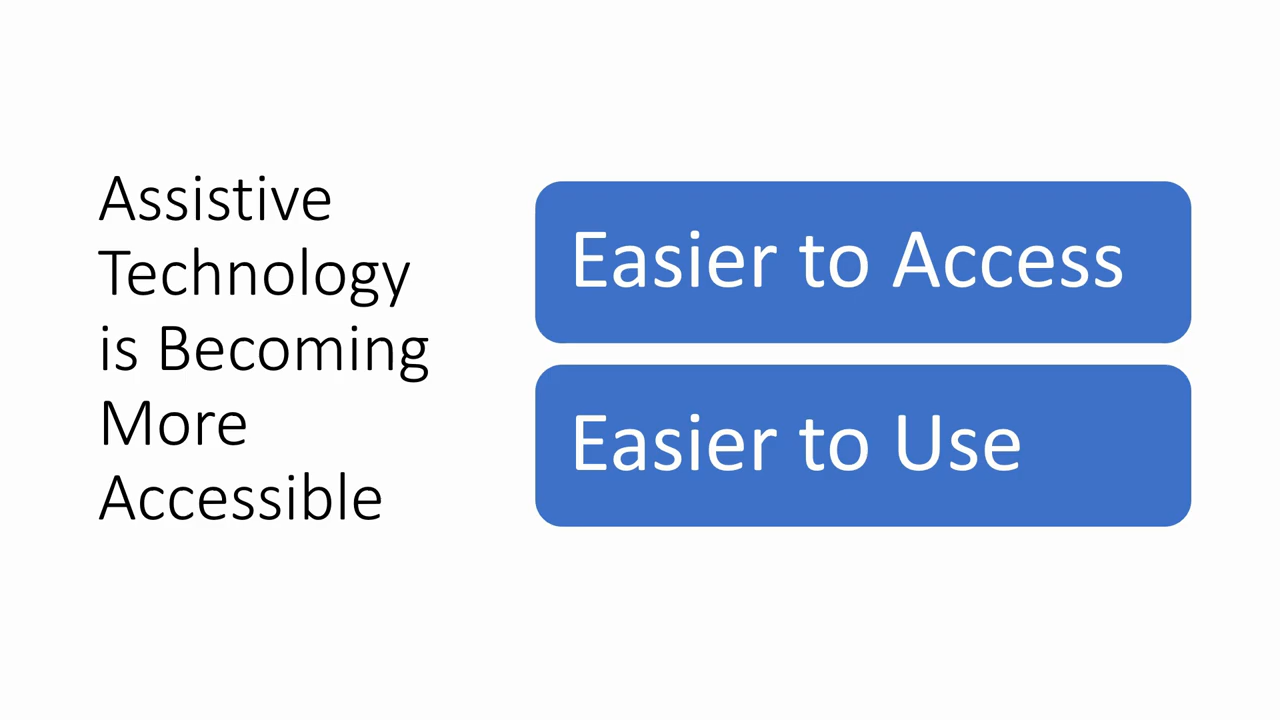 Assistive
Technology
is Becoming
More
Accessible
Easier to Access
Easier to Use